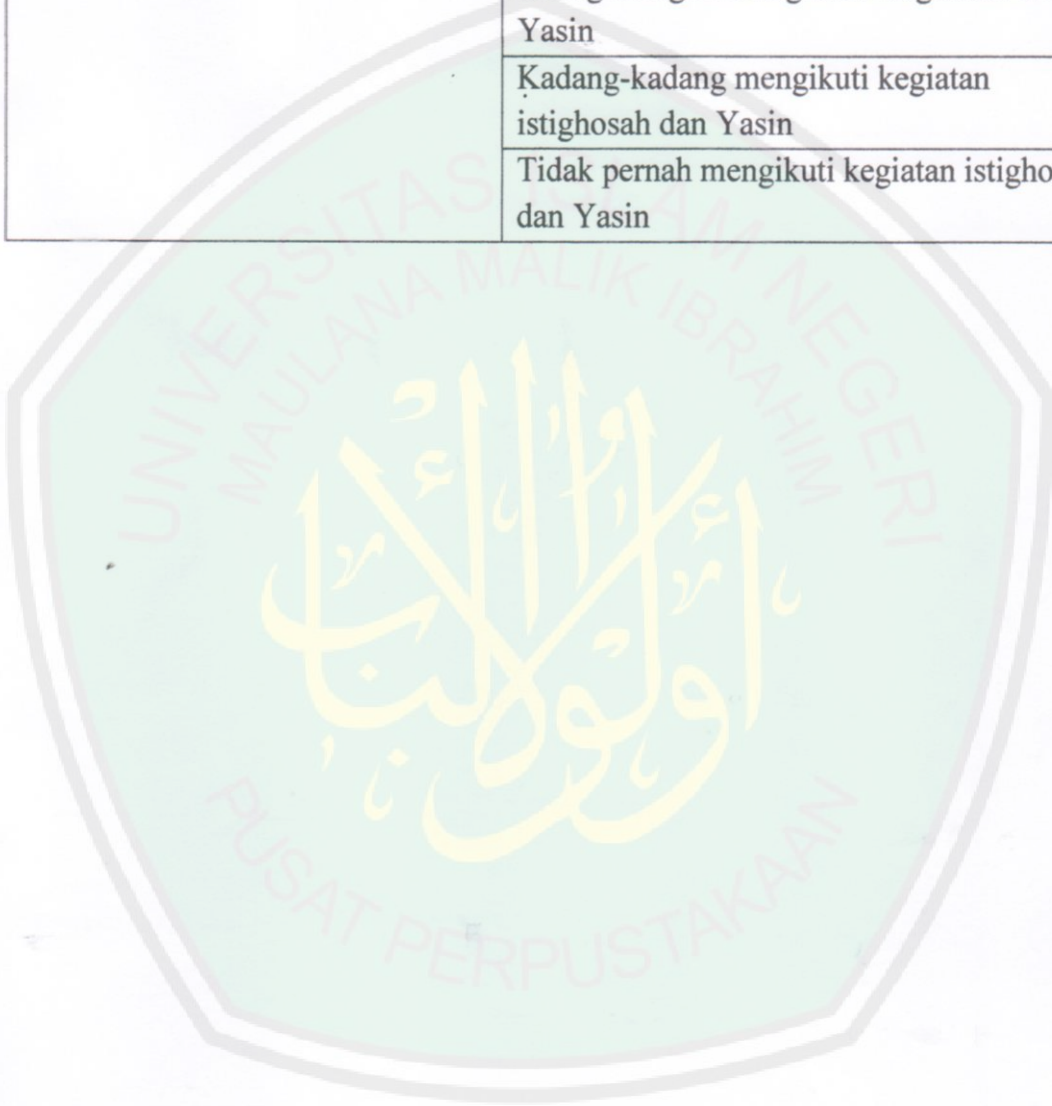 Yasin
Kadang-kadang mengikuti kegiatan
istighosah dan Yasin
Tidak pernah mengikuti kegiatan istigho
dan Yasin
UNIVERSITAS ISLAM NEGERI
MAULANA MALIK IBRAHIM
أولوا الألباب
PUSAT PERPUSTAKAAN